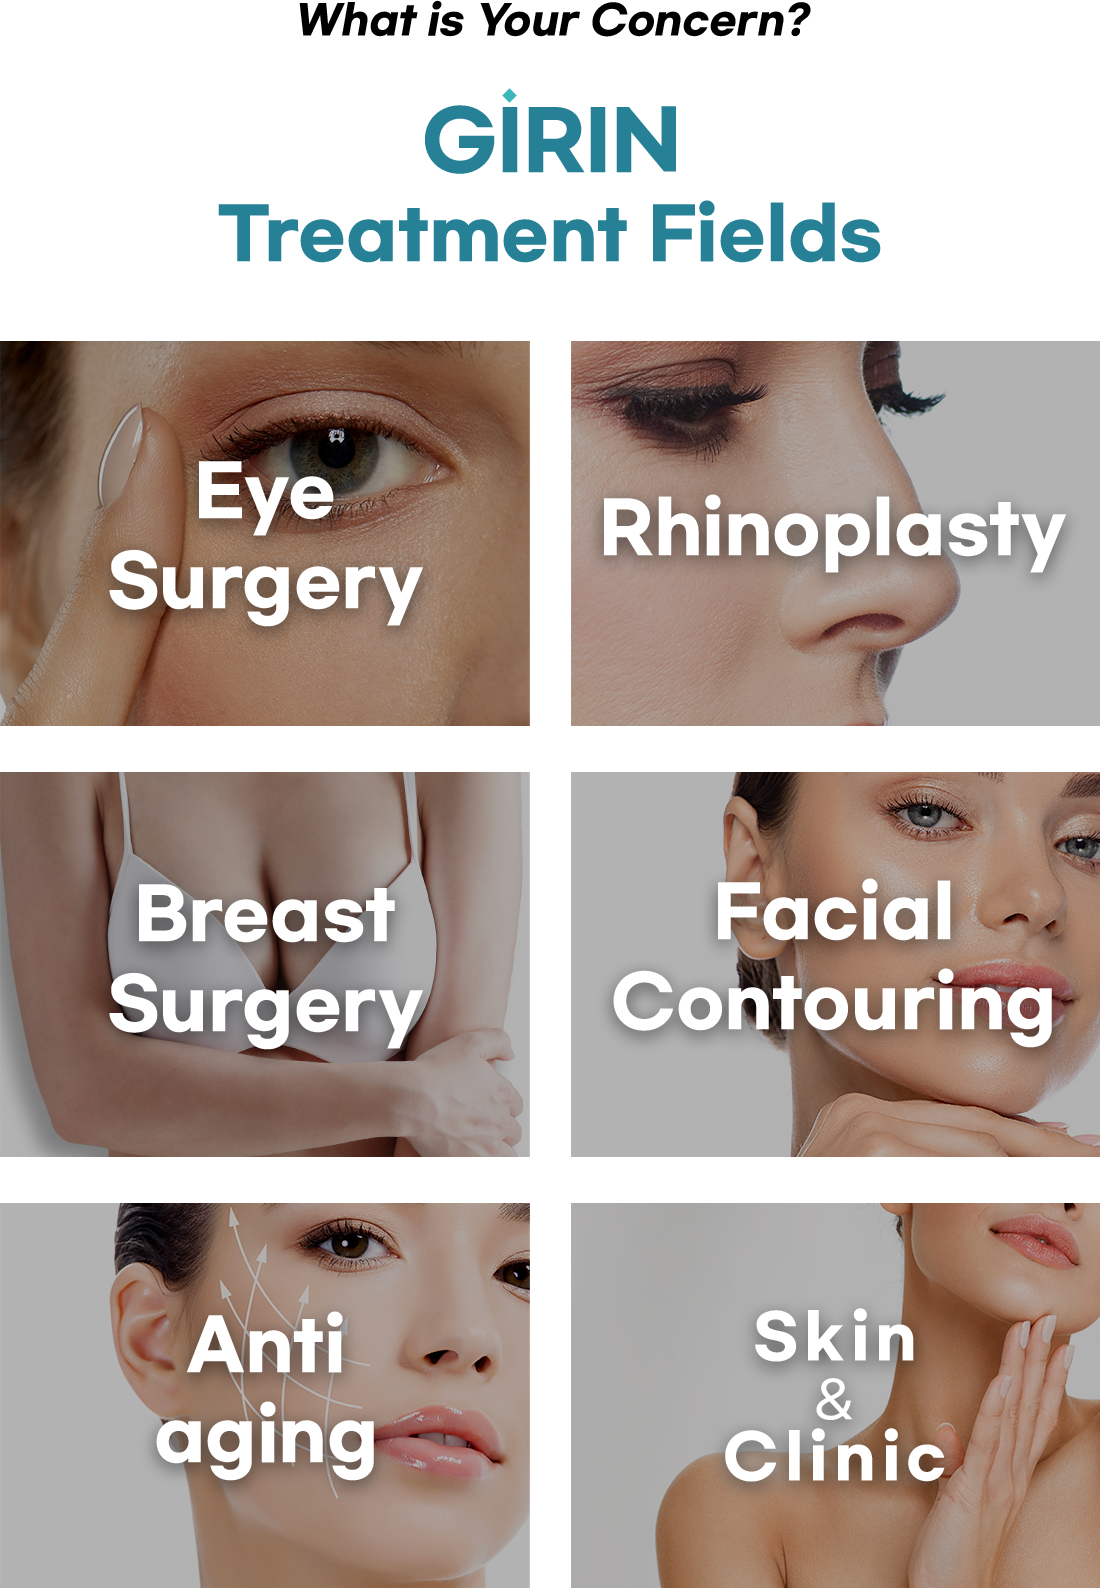 What is Your Concern?
GIRIN
Treatment Fields
Eye
Surgery
Rhinoplasty
Breast
Surgery
Facial
Contouring
Anti
aging
Skin
&
Clinic